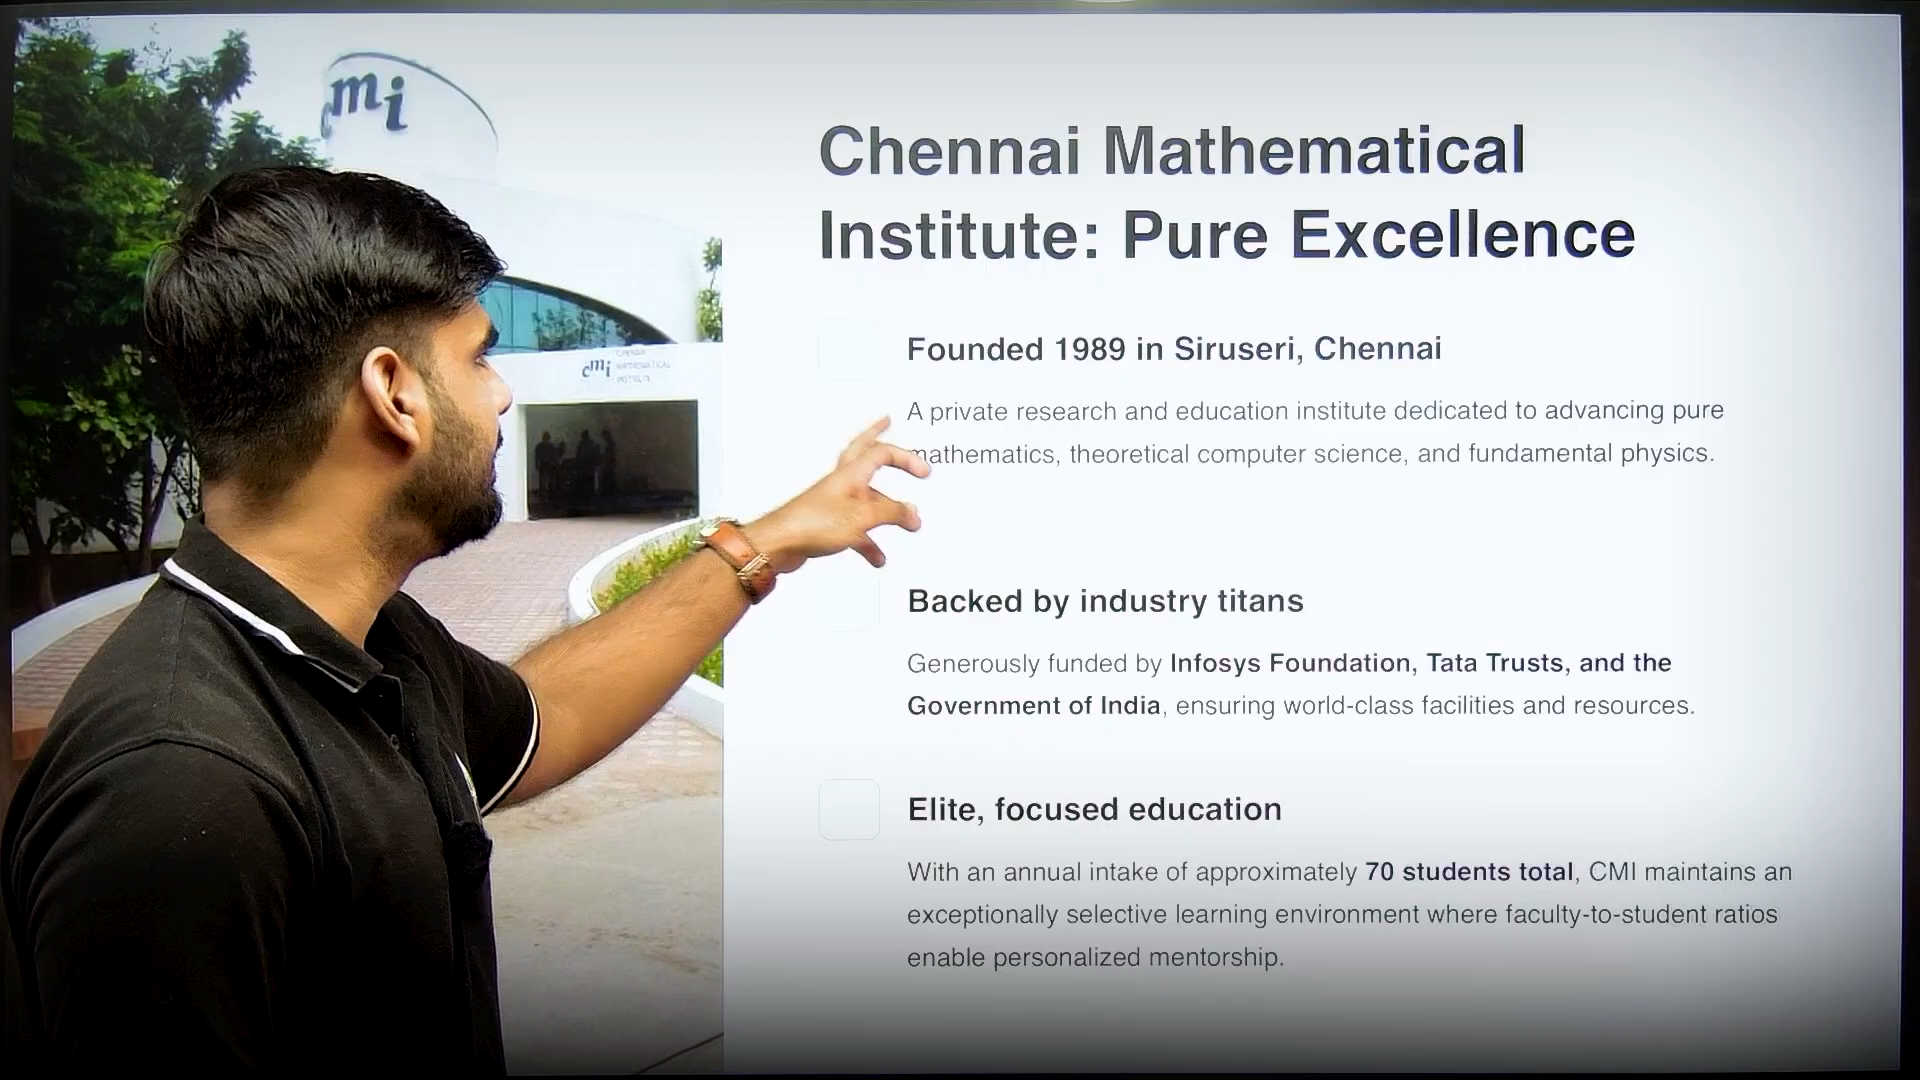 cmi
Chennai Mathematical
Institute: Pure Excellence
Founded 1989 in Siruseri, Chennai
A private research and education institute dedicated to advancing pure
mathematics, theoretical computer science, and fundamental physics.
cmi
CHENNAI
MATHEMATICAL
INSTITUTE
Backed by industry titans
Generously funded by Infosys Foundation, Tata Trusts, and the
Government of India, ensuring world-class facilities and resources.
Elite, focused education
With an annual intake of approximately 70 students total, CMI maintains an
exceptionally selective learning environment where faculty-to-student ratios
enable personalized mentorship.